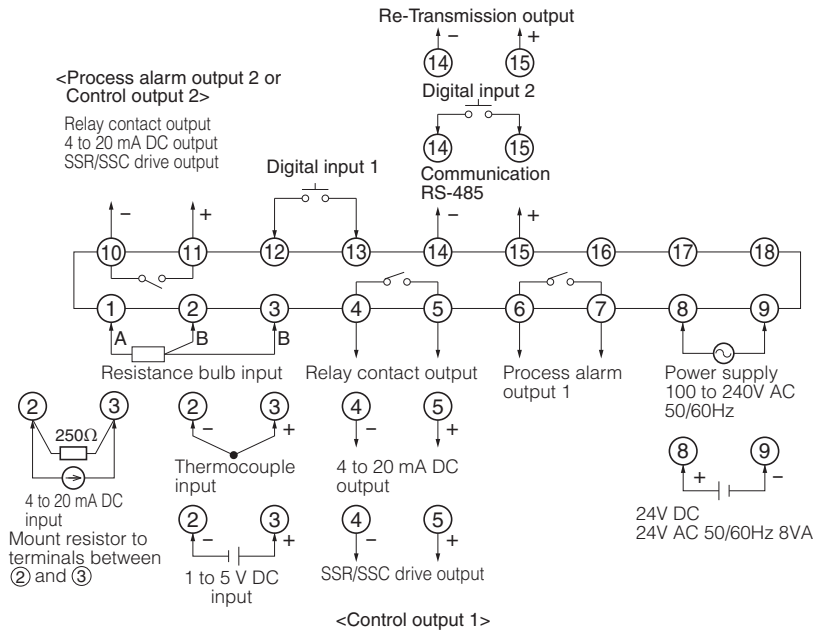 Re-Transmission output
− +
14 15
<Process alarm output 2 or
Control output 2>
Digital input 2
Relay contact output
4 to 20 mA DC output
SSR/SSC drive output
14 15
Digital input 1
Communication
RS-485
− + − +
10 11 12 13 14 15 16 17 18
1 2 3 4 5 6 7 8 9
A B B
Resistance bulb input
Relay contact output
Process alarm
output 1
Power supply
100 to 240V AC
50/60Hz
2 3
250Ω
4 to 20 mA DC
input
Mount resistor to
terminals between
2 and 3
2 3
− +
Thermocouple
input
4 5
− +
4 to 20 mA DC
output
8 9
+ −
24V DC
24V AC 50/60Hz 8VA
2 3
− +
1 to 5 V DC
input
4 5
− +
SSR/SSC drive output
<Control output 1>